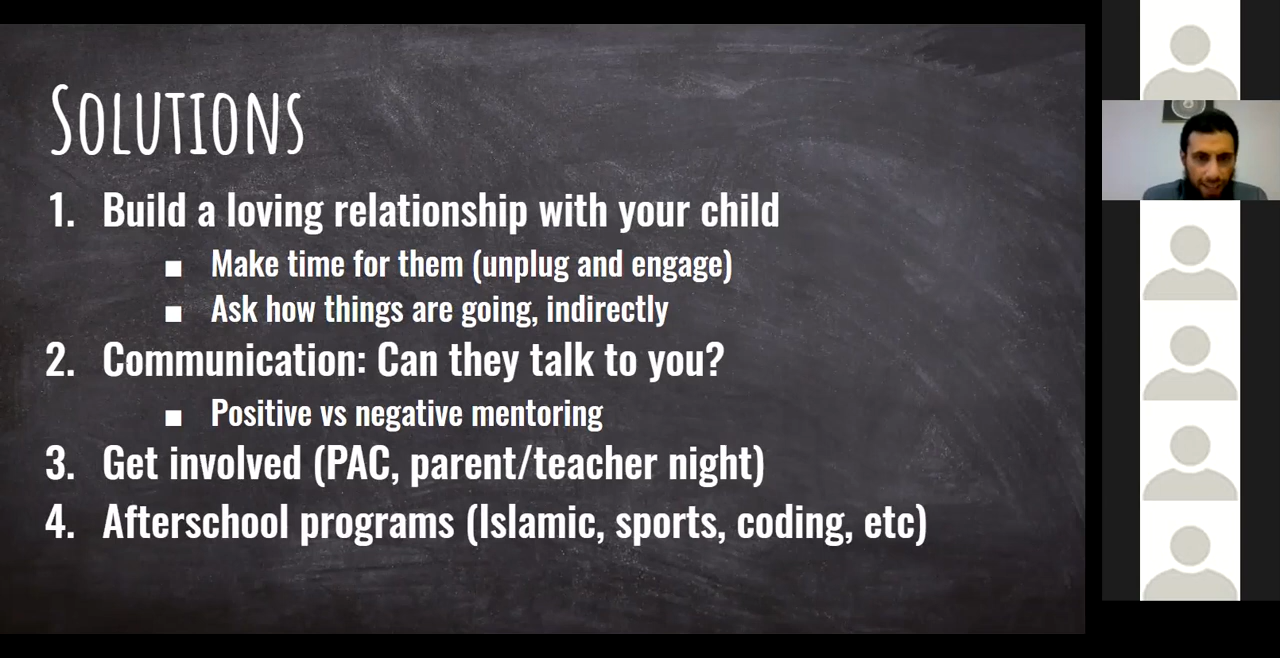 Solutions
1. Build a loving relationship with your child
■ Make time for them (unplug and engage)
■ Ask how things are going, indirectly
2. Communication: Can they talk to you?
■ Positive vs negative mentoring
3. Get involved (PAC, parent/teacher night)
4. Afterschool programs (Islamic, sports, coding, etc)